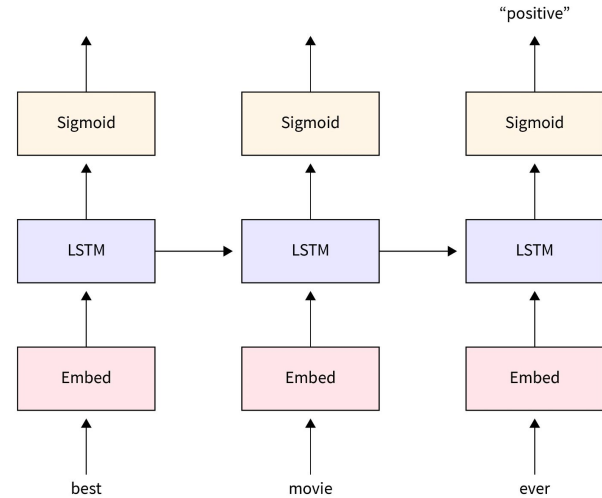 “positive”
Sigmoid Sigmoid Sigmoid
LSTM LSTM LSTM
Embed Embed Embed
best movie ever